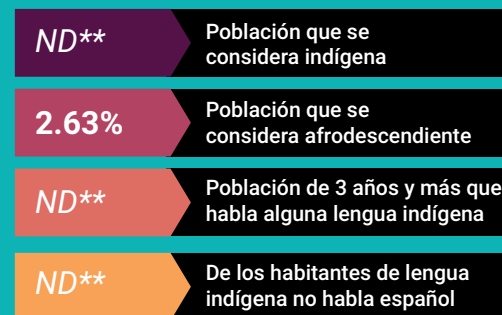 ND**
Población que se
considera indígena
2.63%
Población que se
considera afrodescendiente
ND**
Población de 3 años y más que
habla alguna lengua indígena
ND**
De los habitantes de lengua
indígena no habla español